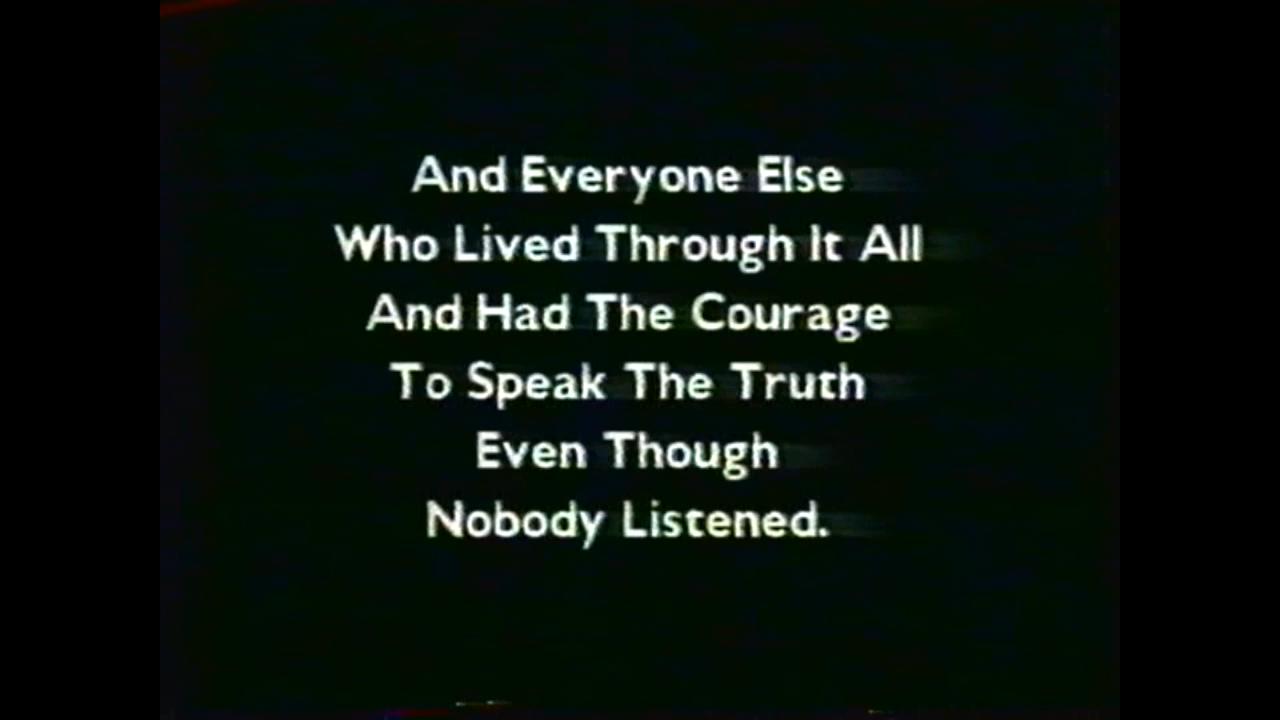 And Everyone Else
Who Lived Through It All
And Had The Courage
To Speak The Truth
Even Though
Nobody Listened.